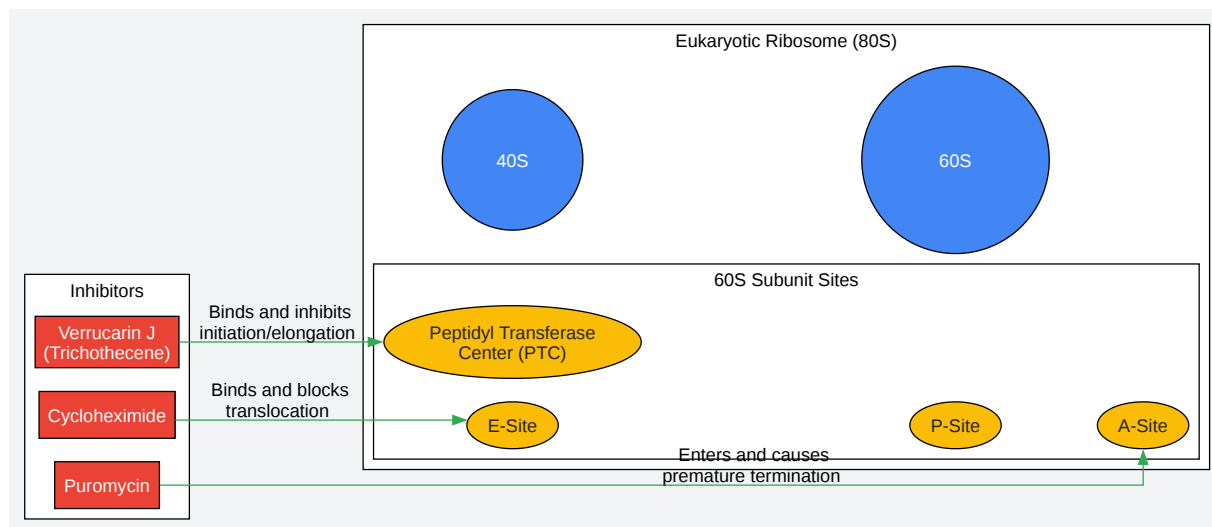 Eukaryotic Ribosome (80S)
40S
60S
60S Subunit Sites
Inhibitors
Verrucarin J
(Trichothecene)
Binds and inhibits
initiation/elongation
Peptidyl Transferase
Center (PTC)
Cycloheximide
Binds and blocks
translocation
E-Site
P-Site
A-Site
Puromycin
Enters and causes
premature termination